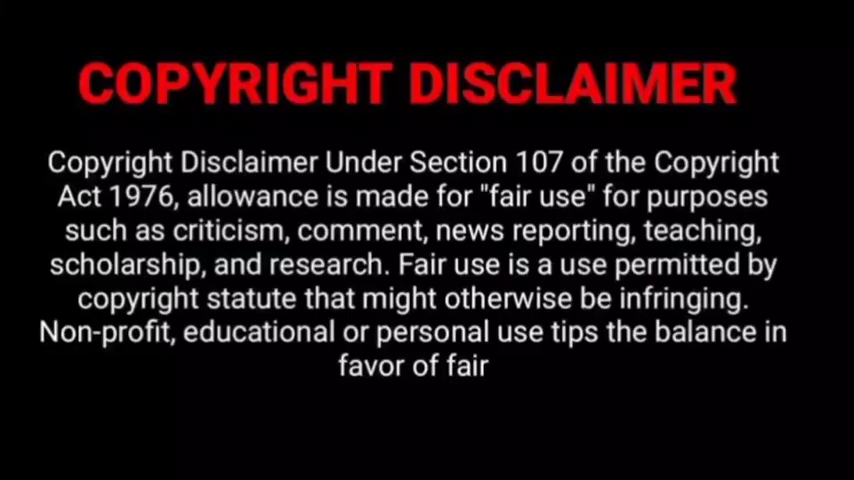 COPYRIGHT DISCLAIMER
Copyright Disclaimer Under Section 107 of the Copyright
Act 1976, allowance is made for "fair use" for purposes
such as criticism, comment, news reporting, teaching,
scholarship, and research. Fair use is a use permitted by
copyright statute that might otherwise be infringing.
Non-profit, educational or personal use tips the balance in
favor of fair